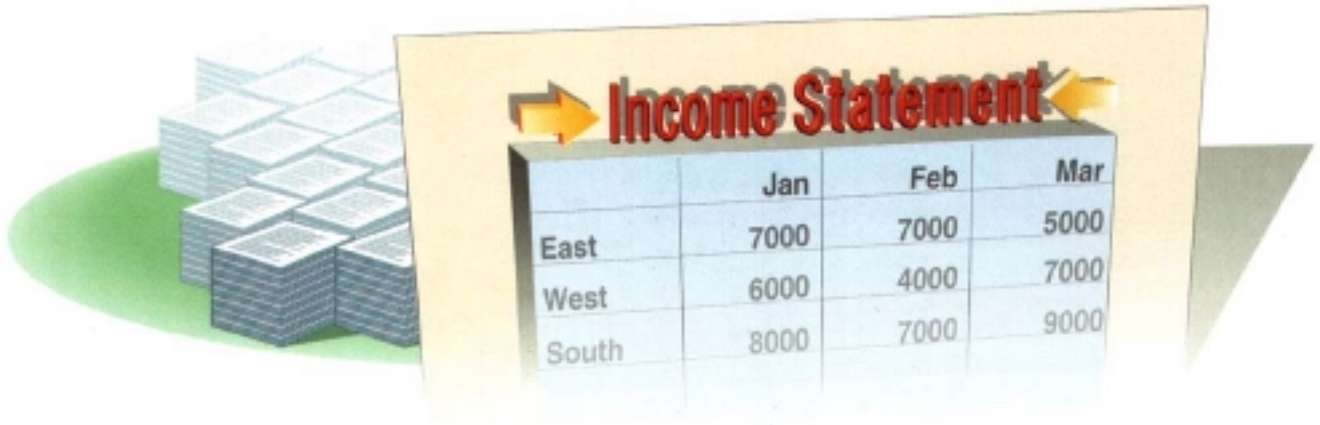 Income Statement
Jan Feb Mar
East 7000 7000 5000
West 6000 4000 7000
South 8000 7000 9000